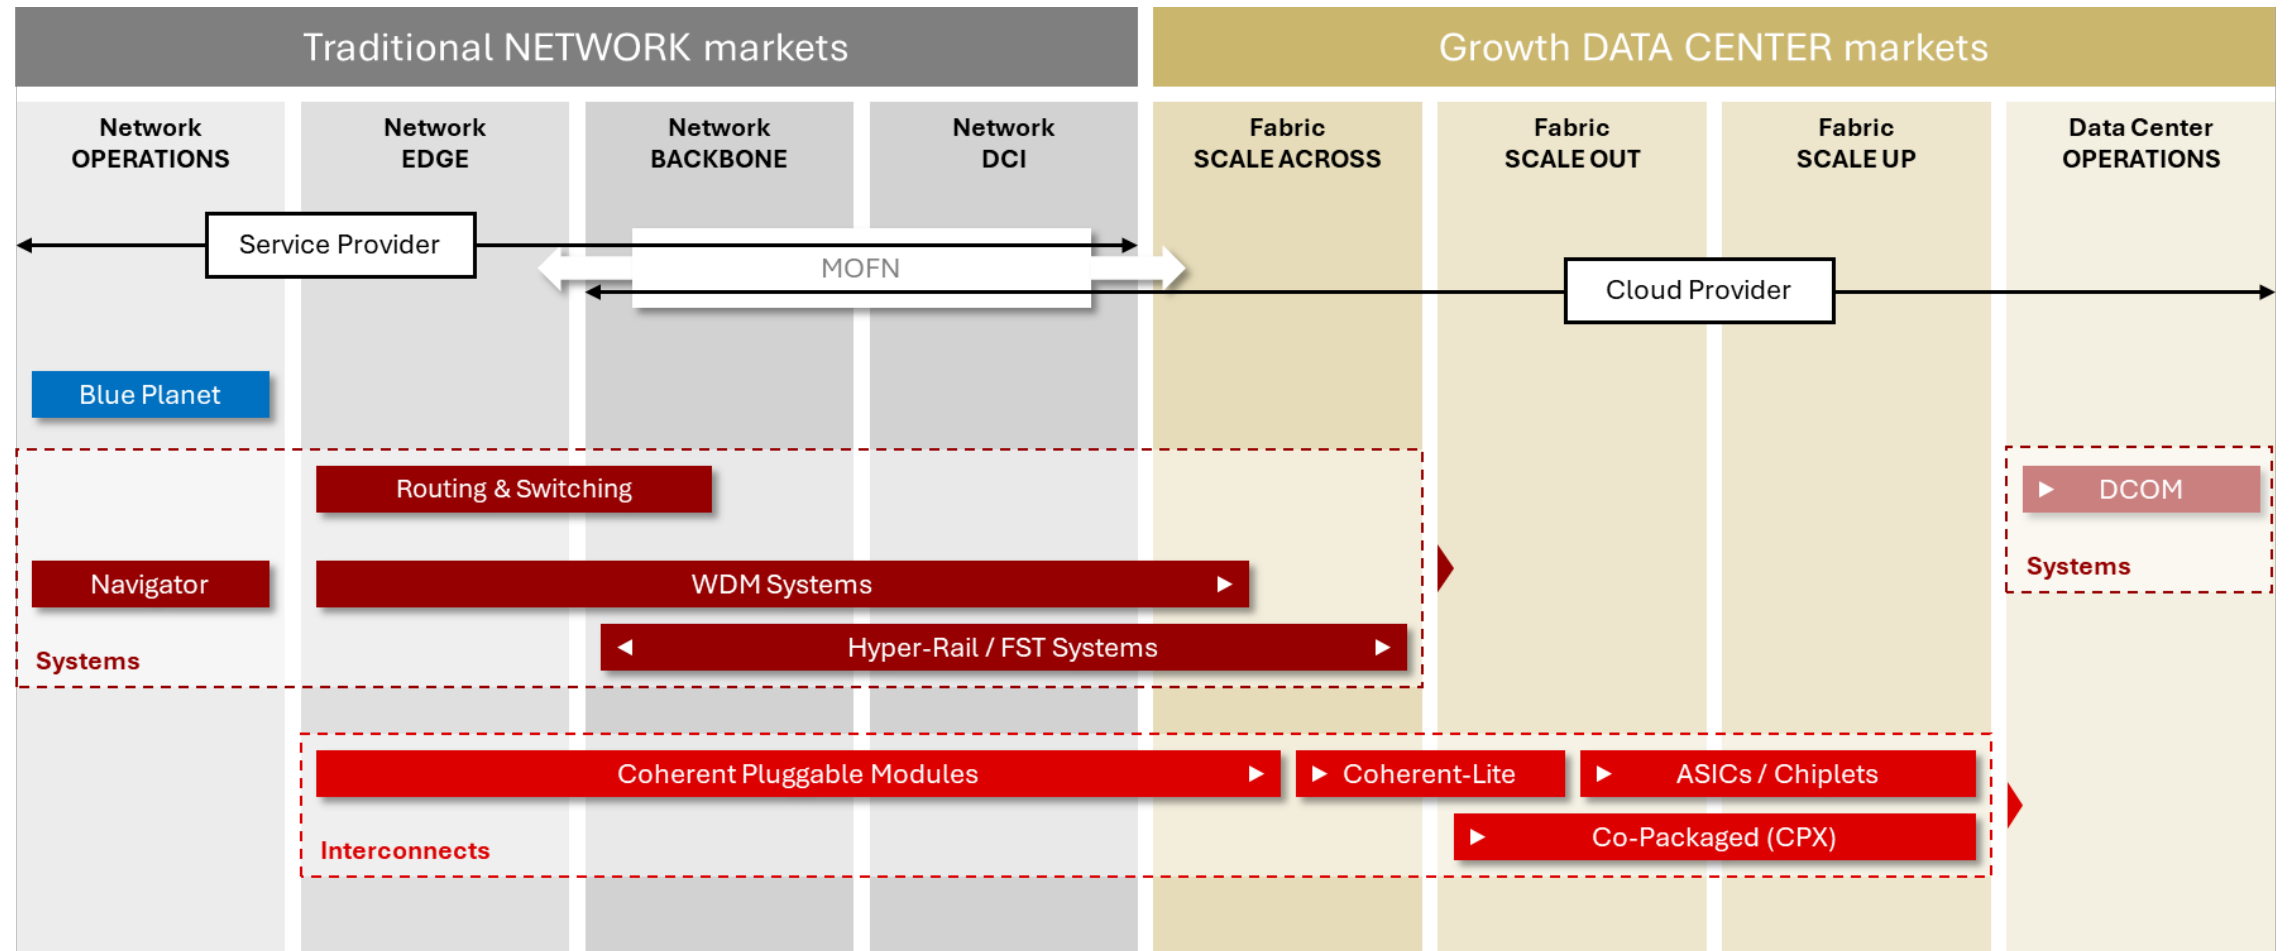 Traditional NETWORK markets
Growth DATA CENTER markets
Network
OPERATIONS
Network
EDGE
Network
BACKBONE
Network
DCI
Fabric
SCALE ACROSS
Fabric
SCALE OUT
Fabric
SCALE UP
Data Center
OPERATIONS
Service Provider
MOFN
Cloud Provider
Blue Planet
Routing & Switching
DCOM
Navigator
WDM Systems
Systems
Hyper-Rail / FST Systems
Systems
Coherent Pluggable Modules
Coherent-Lite
ASICs / Chiplets
Co-Packaged (CPX)
Interconnects